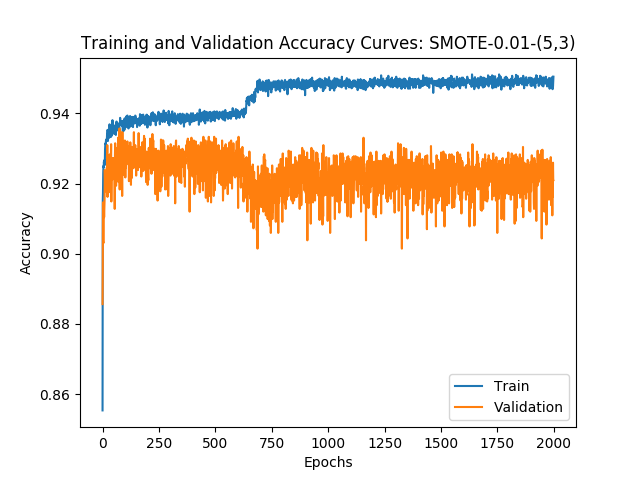 Training and Validation Accuracy Curves: SMOTE-0.01-(5,3)
0.94
0.92
0.90
0.88
0.86
Accuracy
0 250 500 750 1000 1250 1500 1750 2000
Epochs
Train
Validation